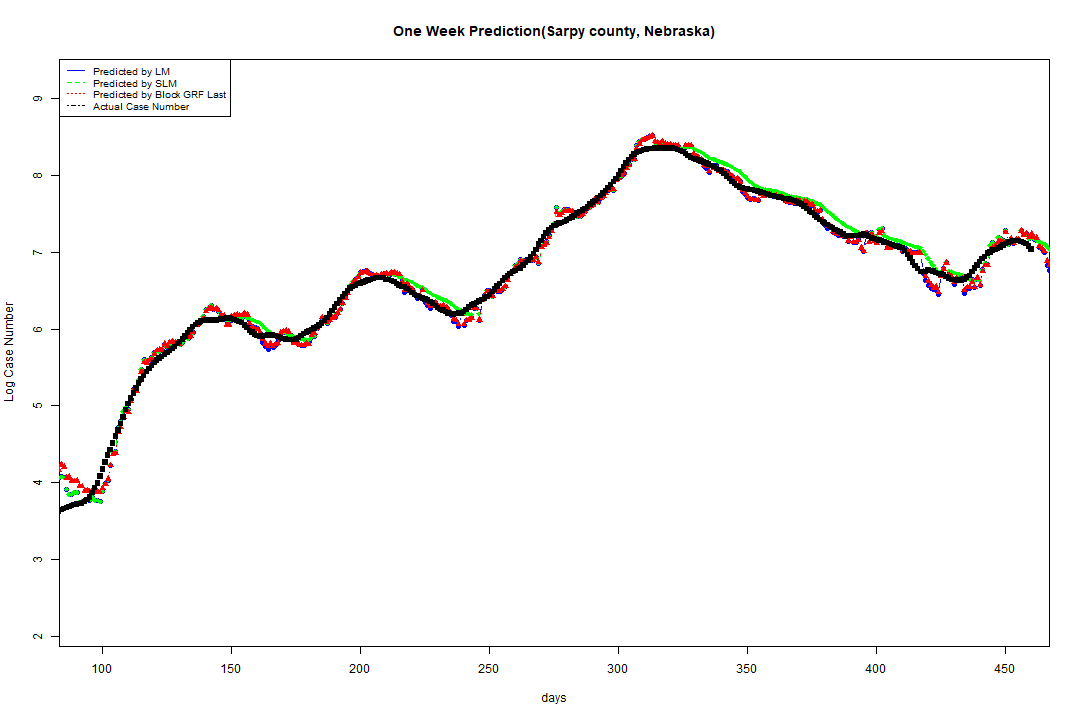 One Week Prediction(Sarpy county, Nebraska)
Predicted by LM
Predicted by SLM
Predicted by Block GRF Last
Actual Case Number
9
8
7
6
5
4
3
2
Log Case Number
100 150 200 250 300 350 400 450
days